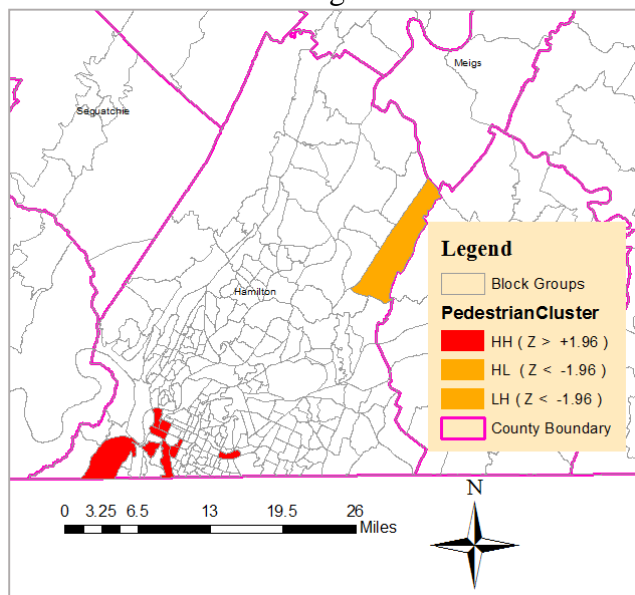 Meigs
Sequatchie
Hamilton
Legend
Block Groups
PedestrianCluster
HH ( Z > +1.96 )
HL ( Z < -1.96 )
LH ( Z < -1.96 )
County Boundary
N
0 3.25 6.5 13 19.5 26
Miles